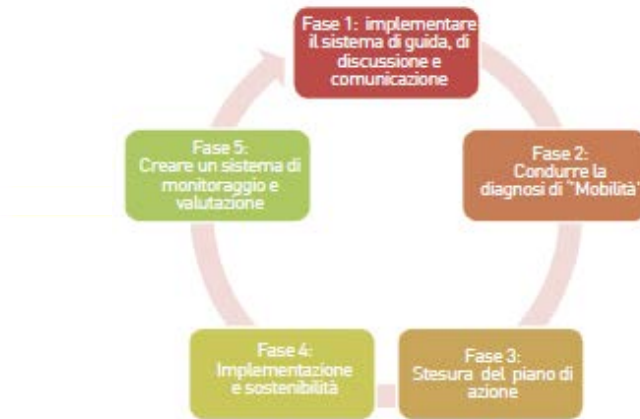 Fase 1: implementare
il sistema di guida, di
discussione e
comunicazione
Fase 2:
Condurre la
diagnosi di "Mobilità"
Fase 3:
Stesura del piano di
azione
Fase 4:
Implementazione
e sostenibilità
Fase 5:
Creare un sistema di
monitoraggio e
valutazione